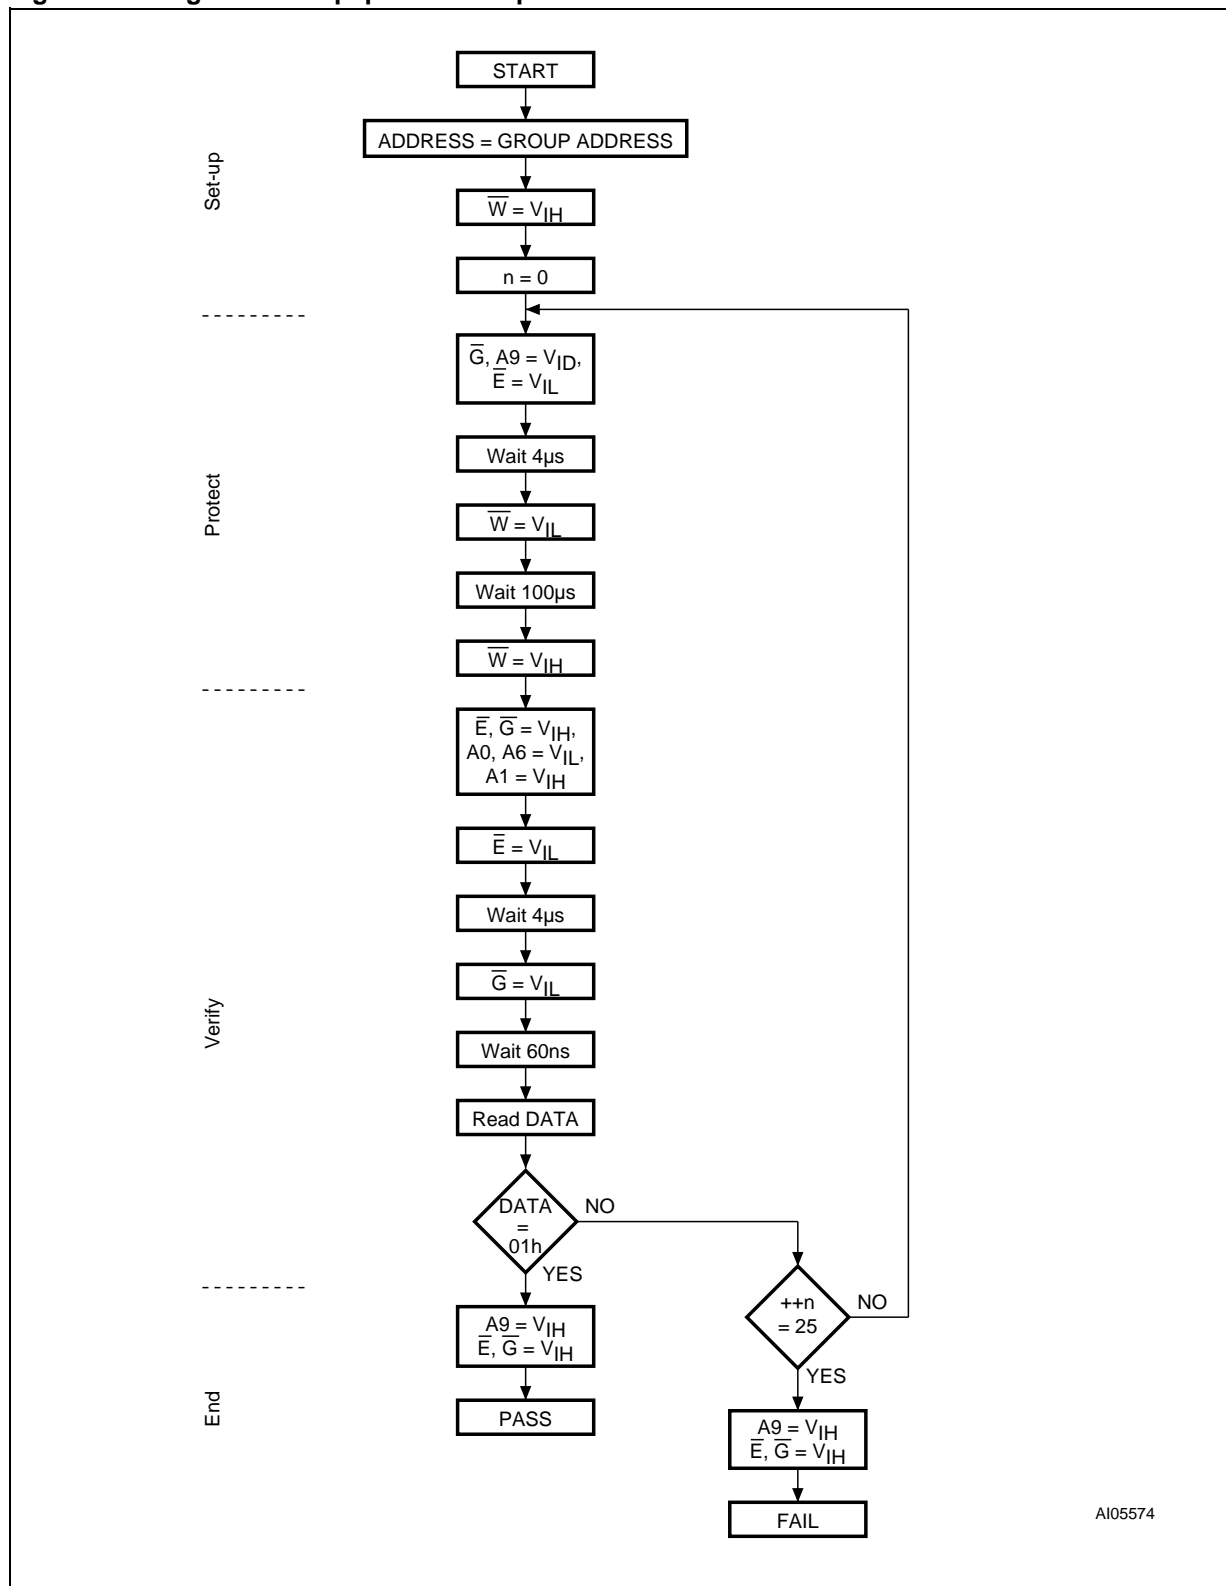 START
ADDRESS = GROUP ADDRESS
Set-up
W̅ = VIH
n = 0
G̅, A9 = VID,
E̅ = VIL
Wait 4µs
Protect
W̅ = VIL
Wait 100µs
W̅ = VIH
E̅, G̅ = VIH,
A0, A6 = VIL,
A1 = VIH
E̅ = VIL
Wait 4µs
G̅ = VIL
Verify
Wait 60ns
Read DATA
DATA
=
01h
NO
YES
++n
= 25
NO
YES
A9 = VIH
E̅, G̅ = VIH
End
PASS
A9 = VIH
E̅, G̅ = VIH
FAIL
AI05574